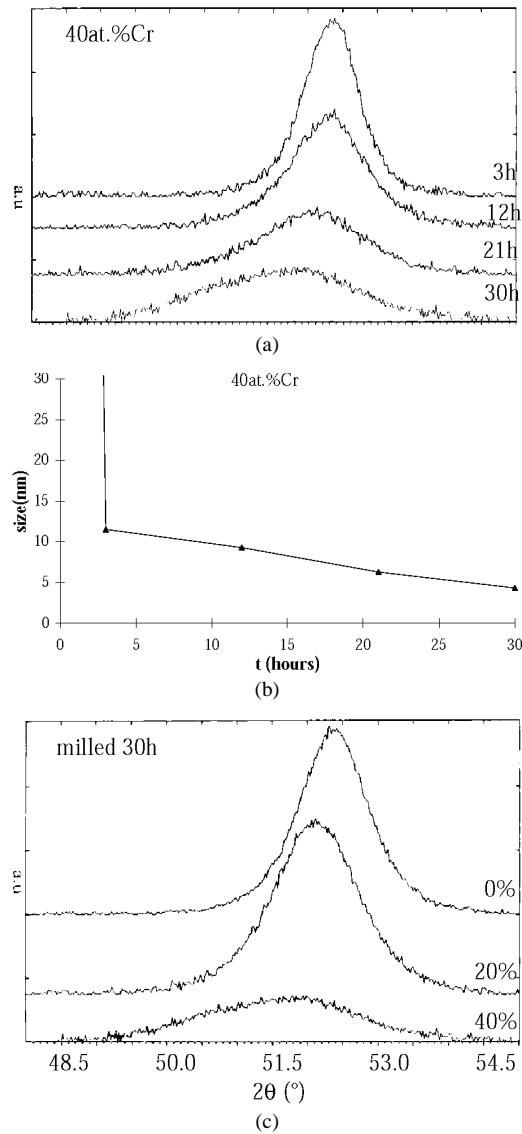 40at.%Cr
a.u
3h
12h
21h
30h
(a)
40at.%Cr
30
25
20
15
10
5
0
size(nm)
0 5 10 15 20 25 30
t (hours)
(b)
milled 30h
0%
20%
40%
48.5 50.0 51.5 53.0 54.5
2θ (°)
(c)